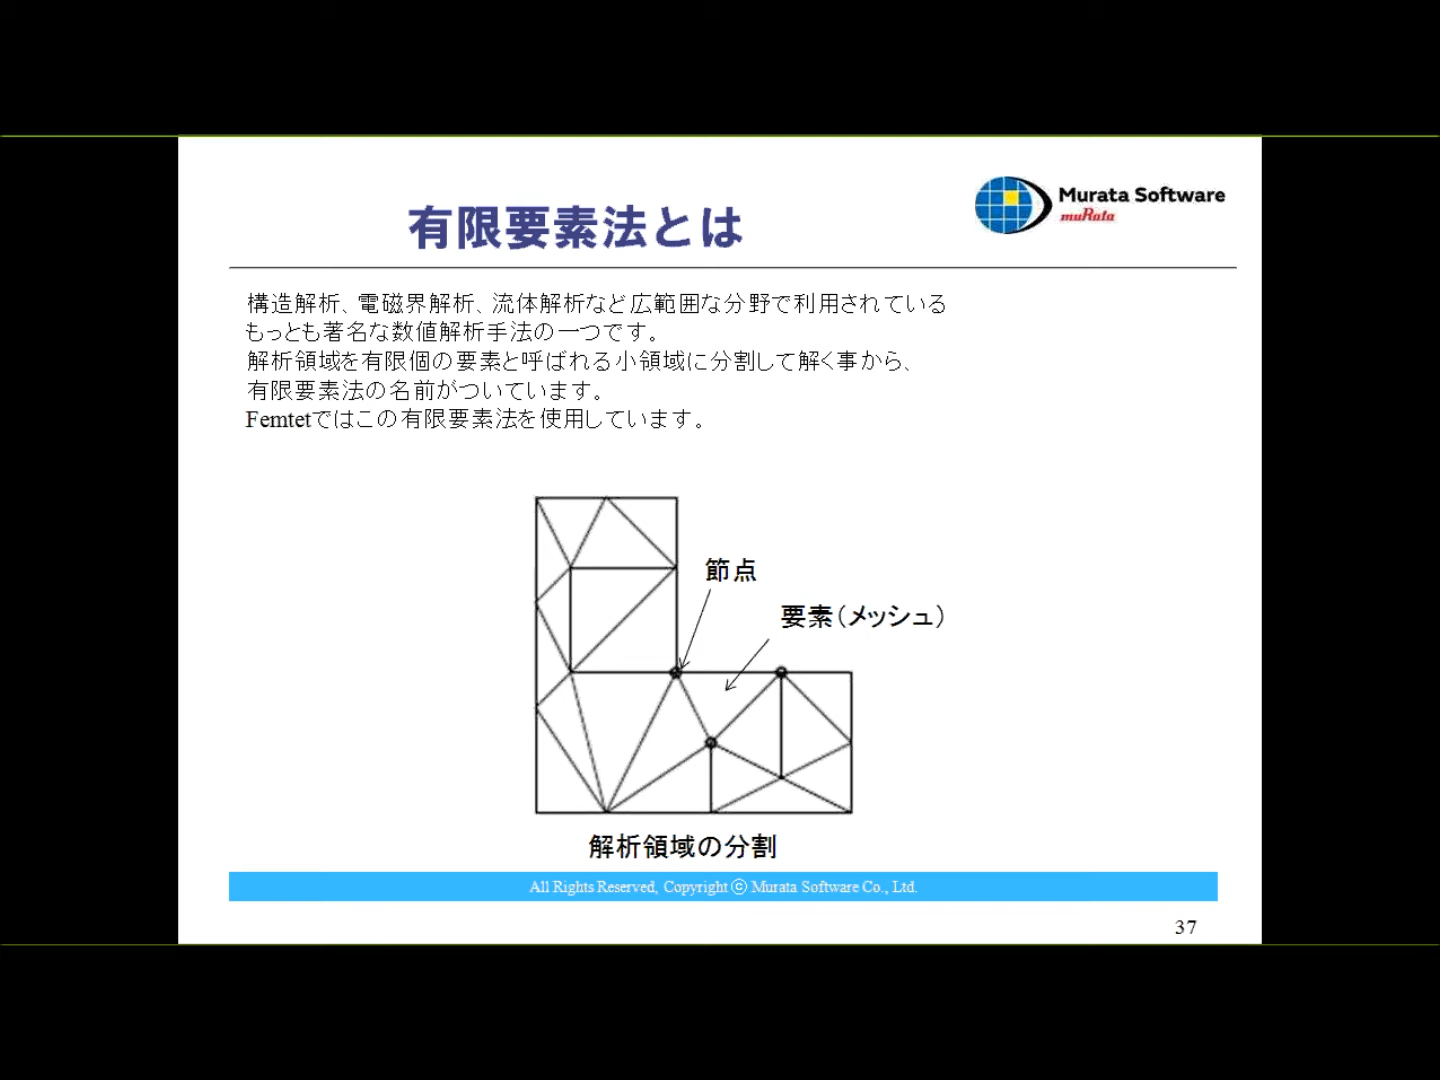 有限要素法とは
Murata Software
muRata
構造解析、電磁界解析、流体解析など広範囲な分野で利用されている
もっとも著名な数値解析手法の一つです。
解析領域を有限個の要素と呼ばれる小領域に分割して解く事から、
有限要素法の名前がついています。
Femtetではこの有限要素法を使用しています。
節点
要素（メッシュ）
解析領域の分割
All Rights Reserved, Copyright ⓒ Murata Software Co., Ltd.
37